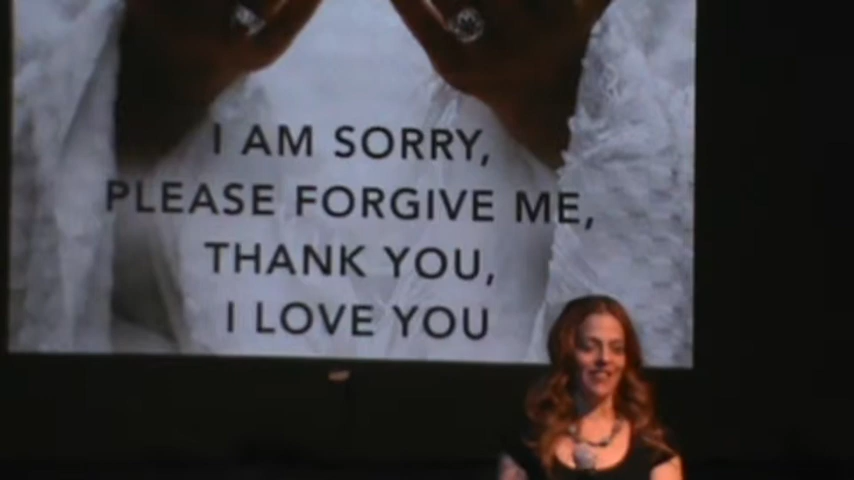 I AM SORRY,
PLEASE FORGIVE ME,
THANK YOU,
I LOVE YOU